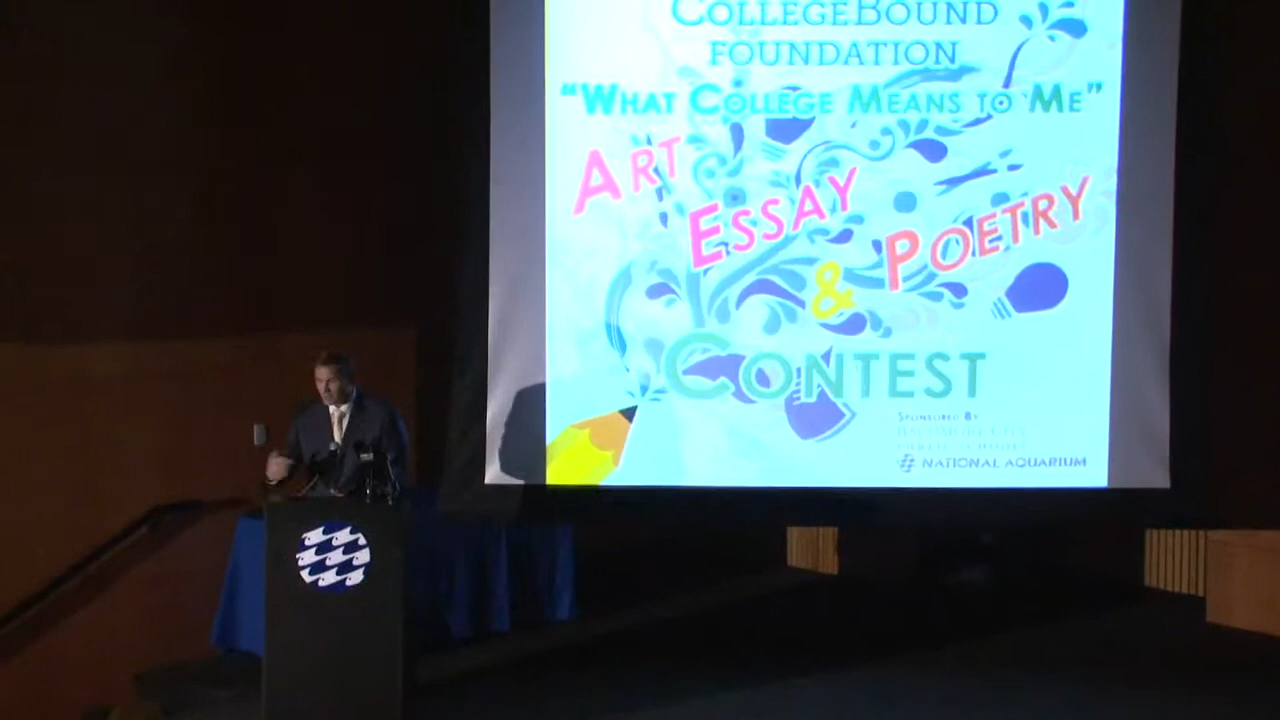 COLLEGEBOUND
FOUNDATION
"WHAT COLLEGE MEANS TO ME"
ART
ESSAY
& POETRY
CONTEST
SPONSORED BY
NATIONAL AQUARIUM